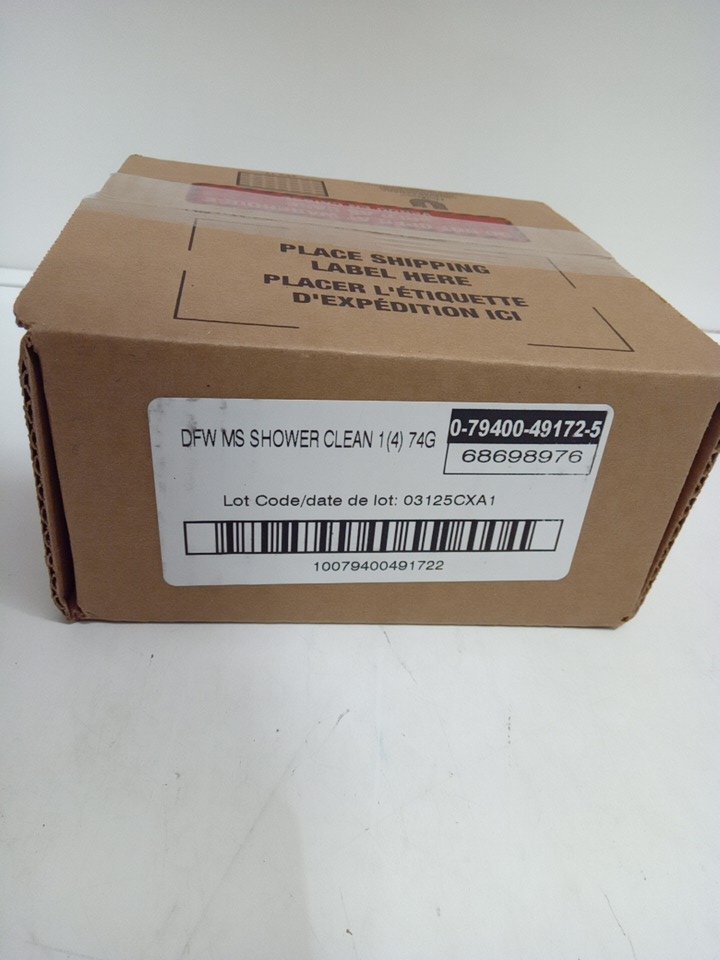 PLACE SHIPPING
LABEL HERE
PLACER L'ÉTIQUETTE
D'EXPÉDITION ICI
DFW MS SHOWER CLEAN 1(4) 74G
0-79400-49172-5
68698976
Lot Code/date de lot: 03125CXA1
10079400491722